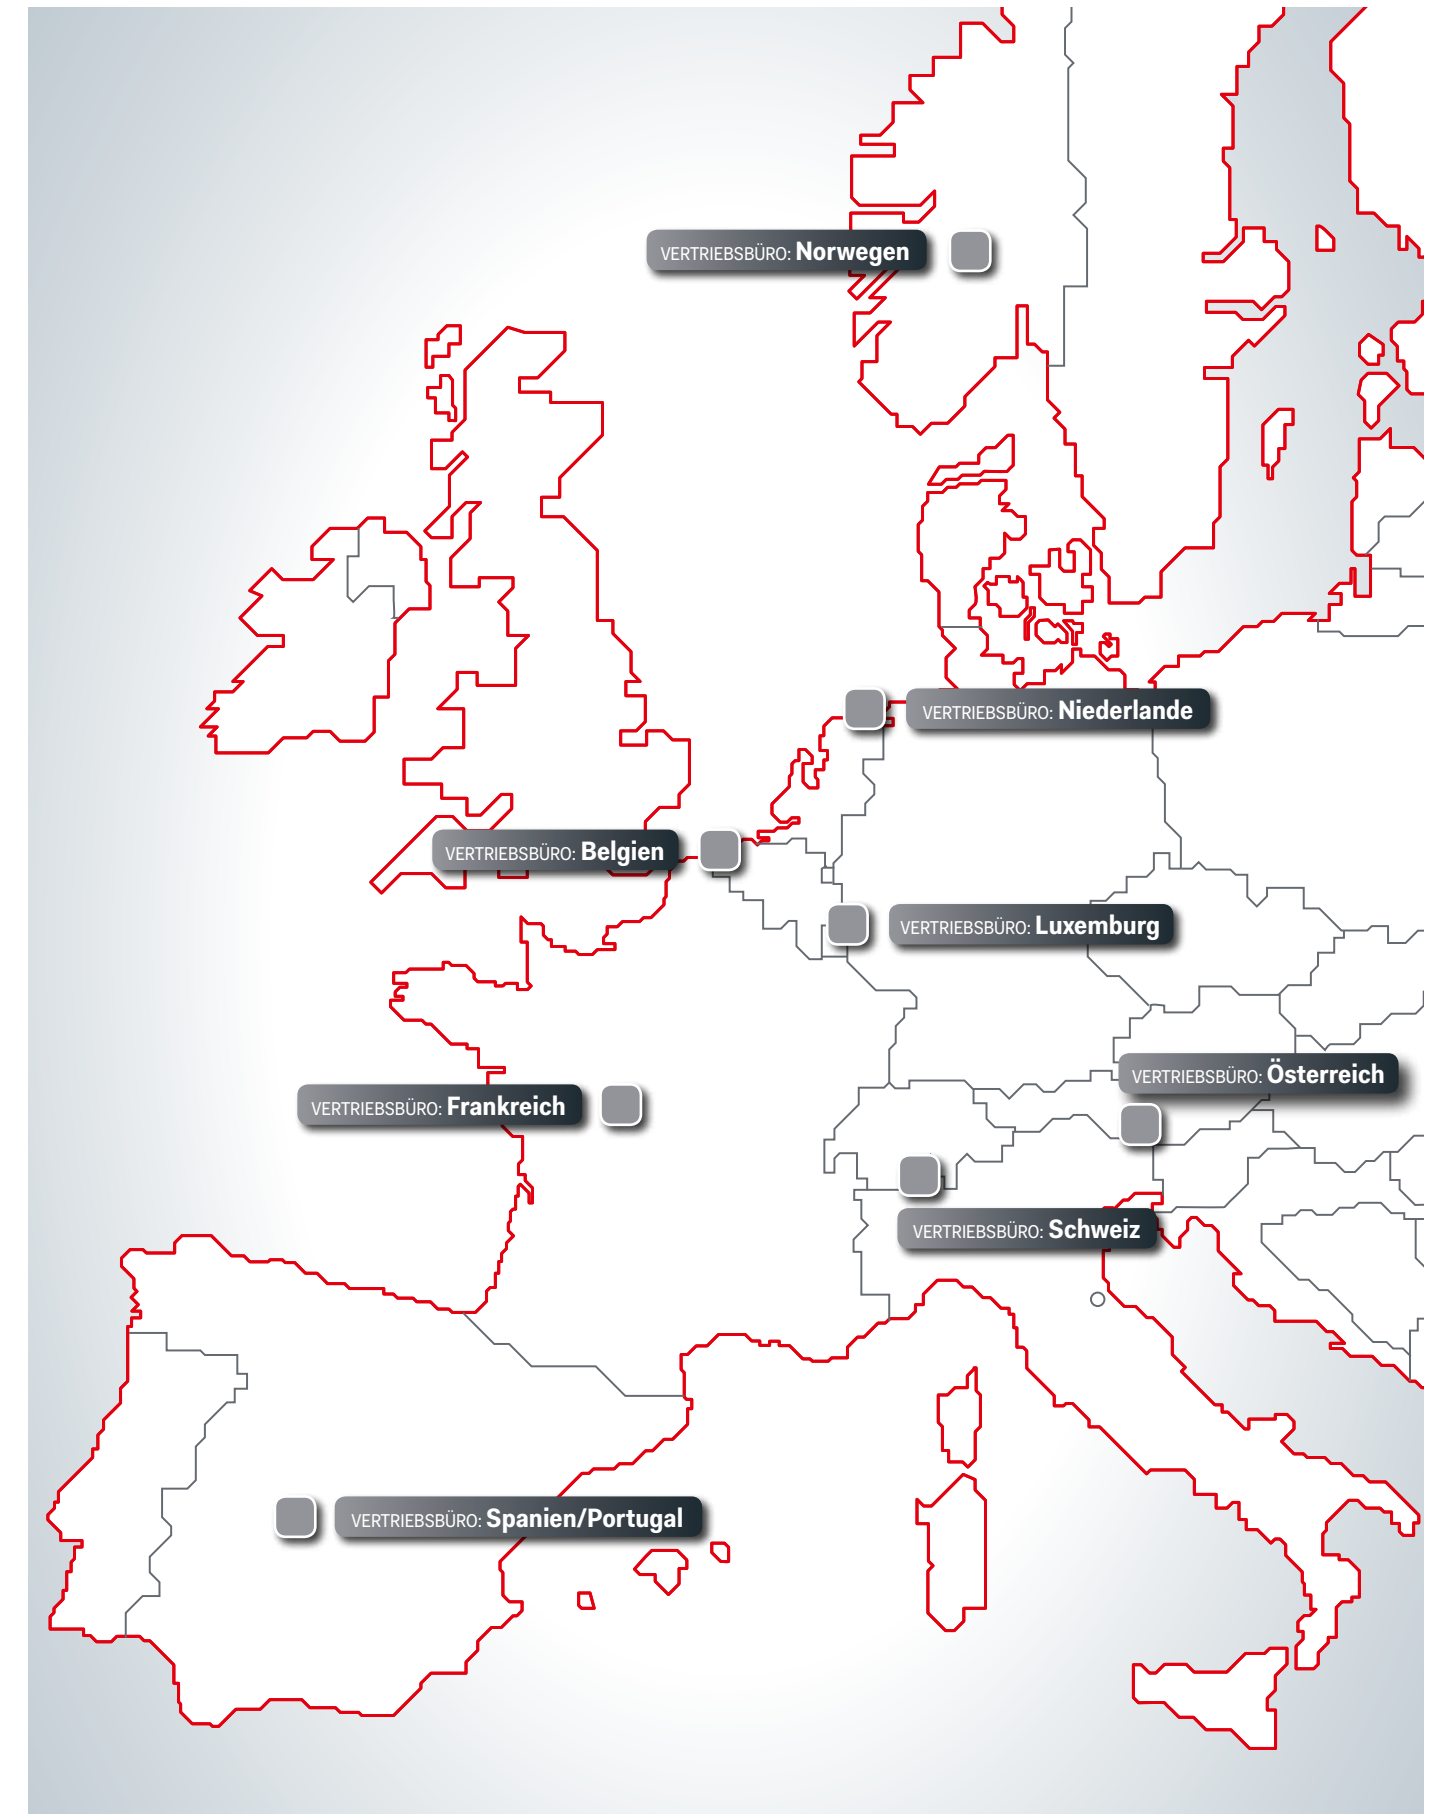 VERTRIEBSBÜRO: Norwegen
VERTRIEBSBÜRO: Niederlande
VERTRIEBSBÜRO: Belgien
VERTRIEBSBÜRO: Luxemburg
VERTRIEBSBÜRO: Österreich
VERTRIEBSBÜRO: Frankreich
VERTRIEBSBÜRO: Schweiz
VERTRIEBSBÜRO: Spanien/Portugal